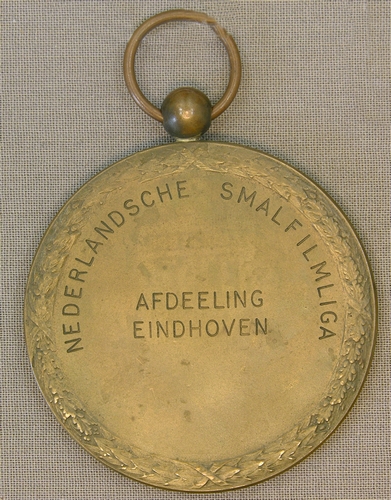 NEDERLANDSCHE SMALFILMLIGA
AFDEELING
EINDHOVEN